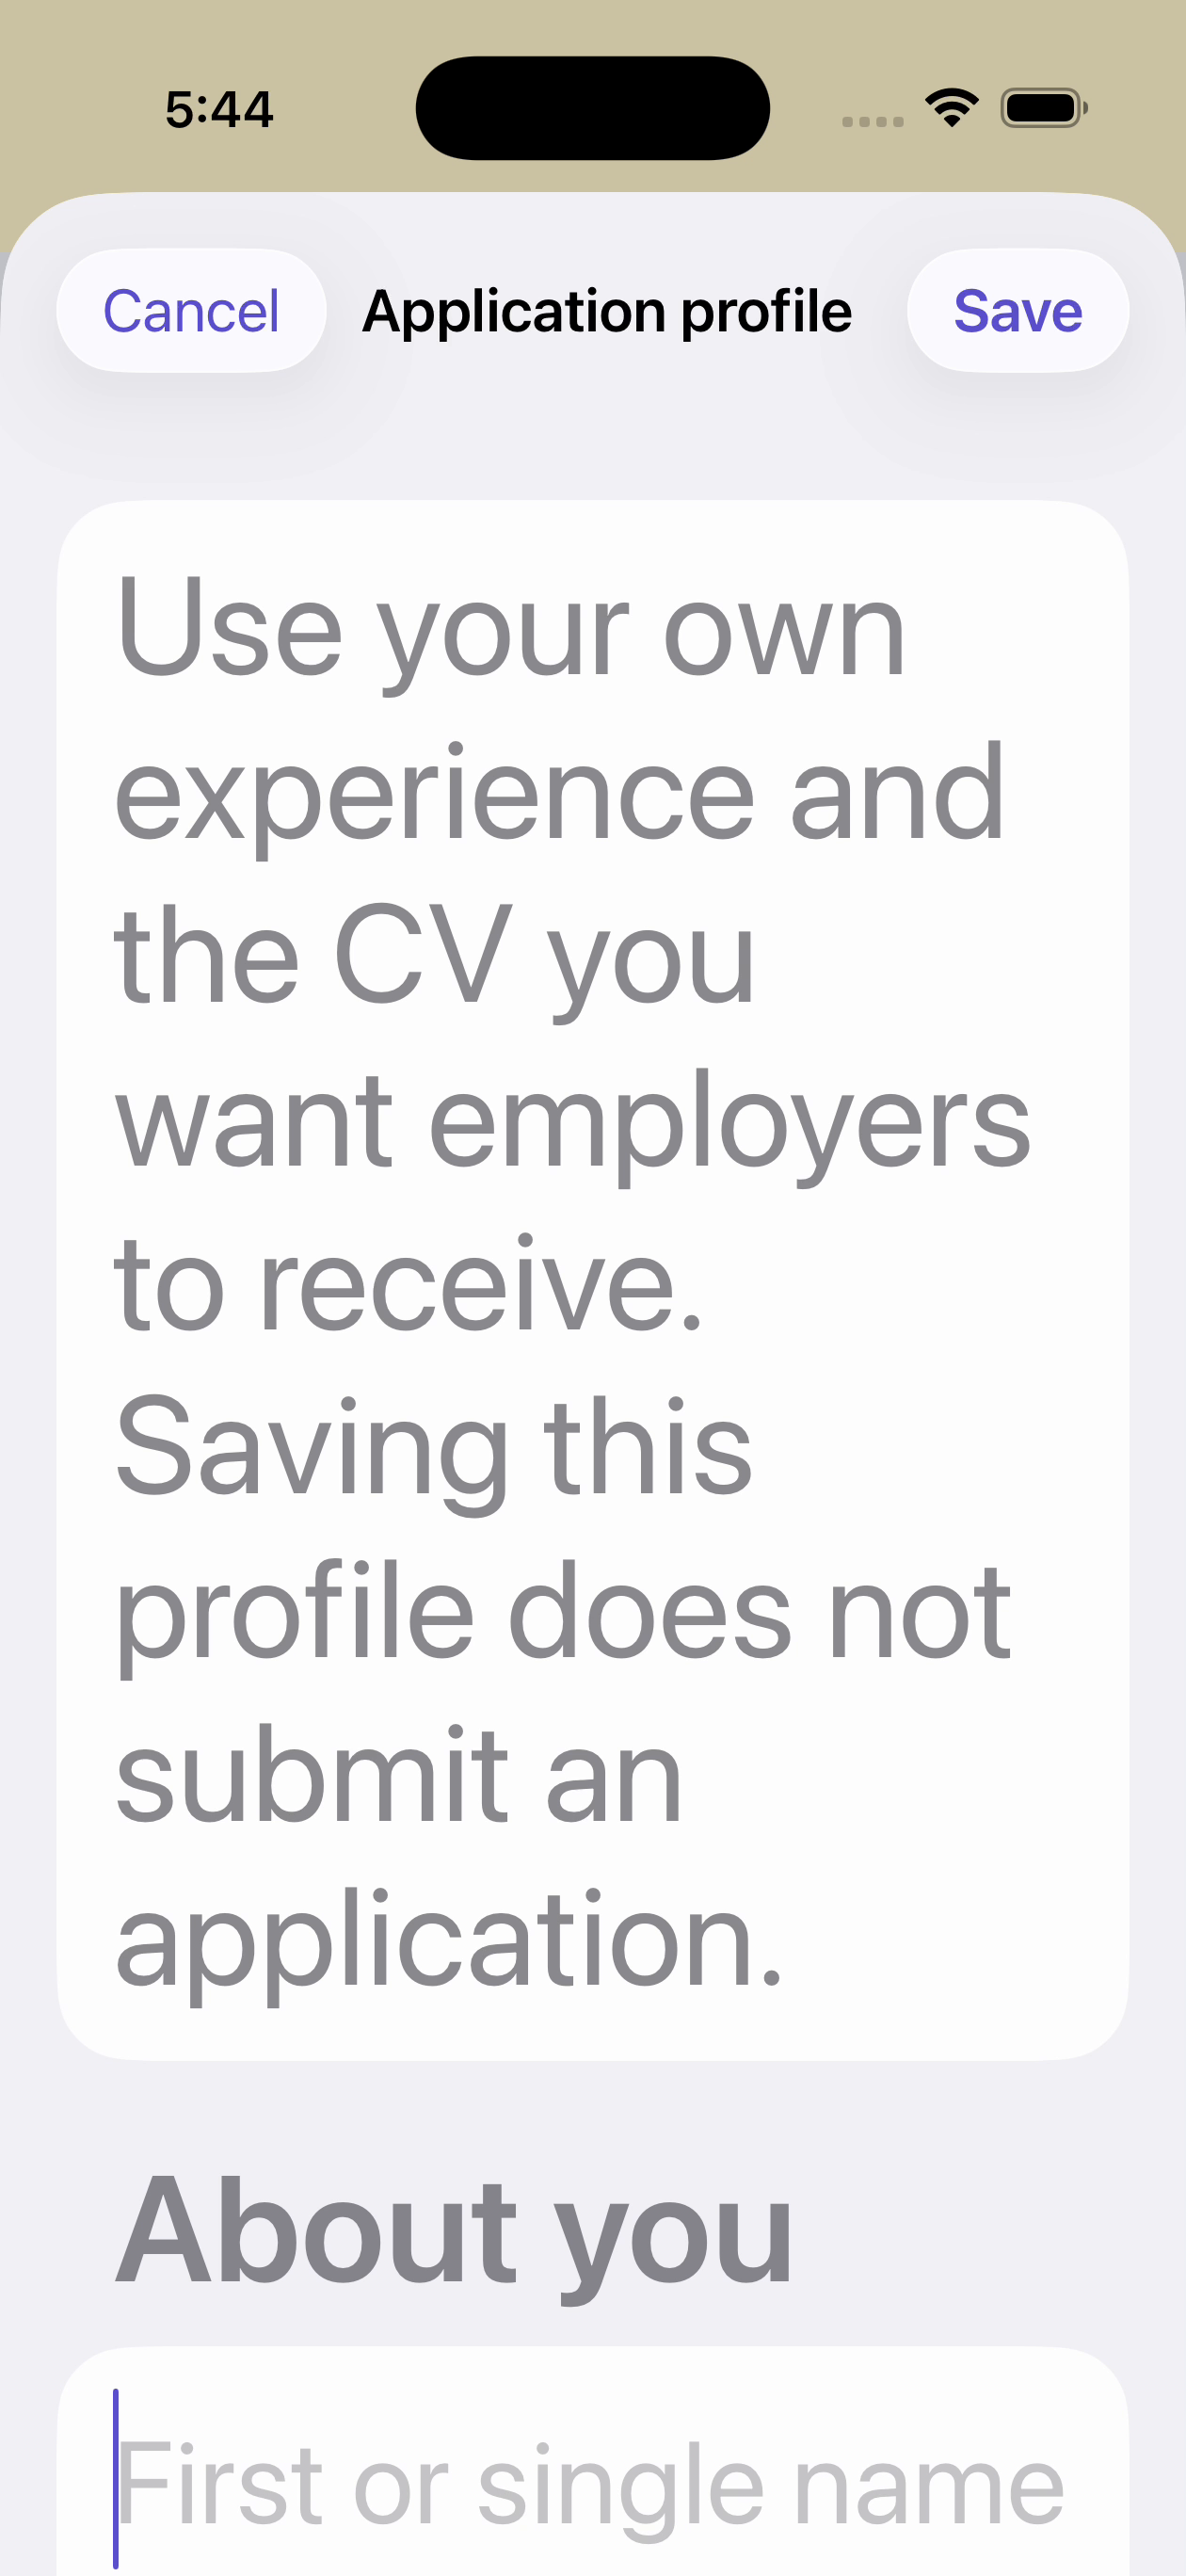 5:44
Cancel
Application profile
Save
Use your own
experience and
the CV you
want employers
to receive.
Saving this
profile does not
submit an
application.
About you
First or single name